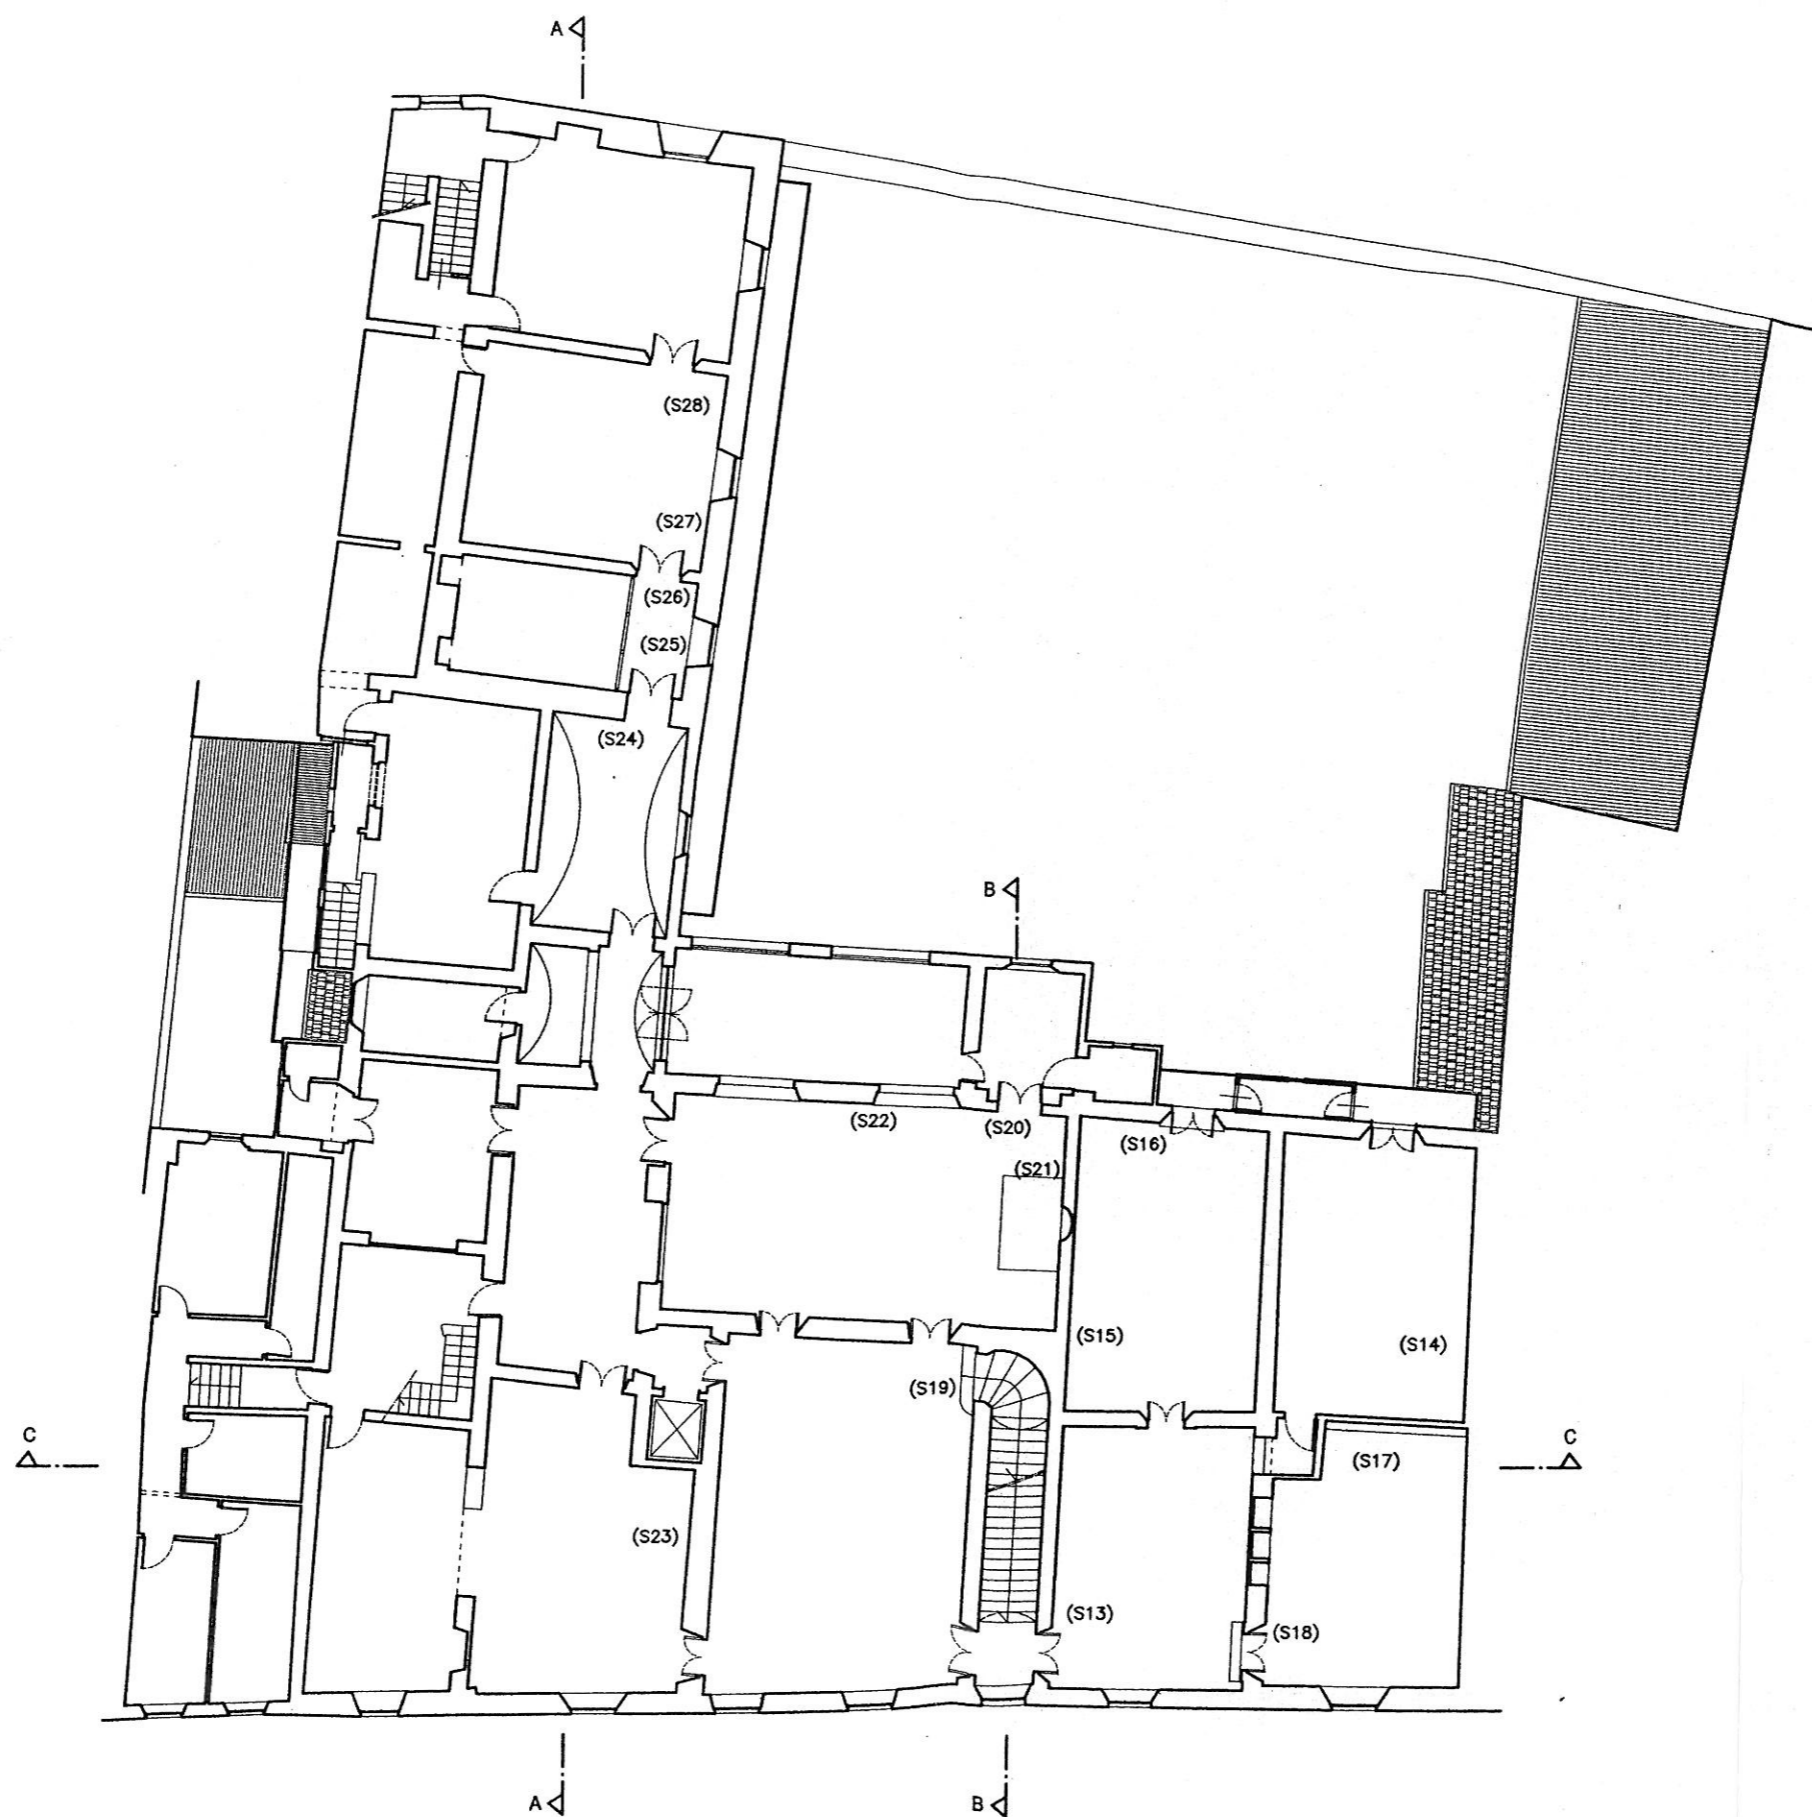 A
(S28)
(S27)
(S26)
(S25)
(S24)
B
(S22)
(S20)
(S16)
(S21)
(S15)
(S14)
(S19)
C
C
(S17)
(S23)
(S13)
(S18)
A
B